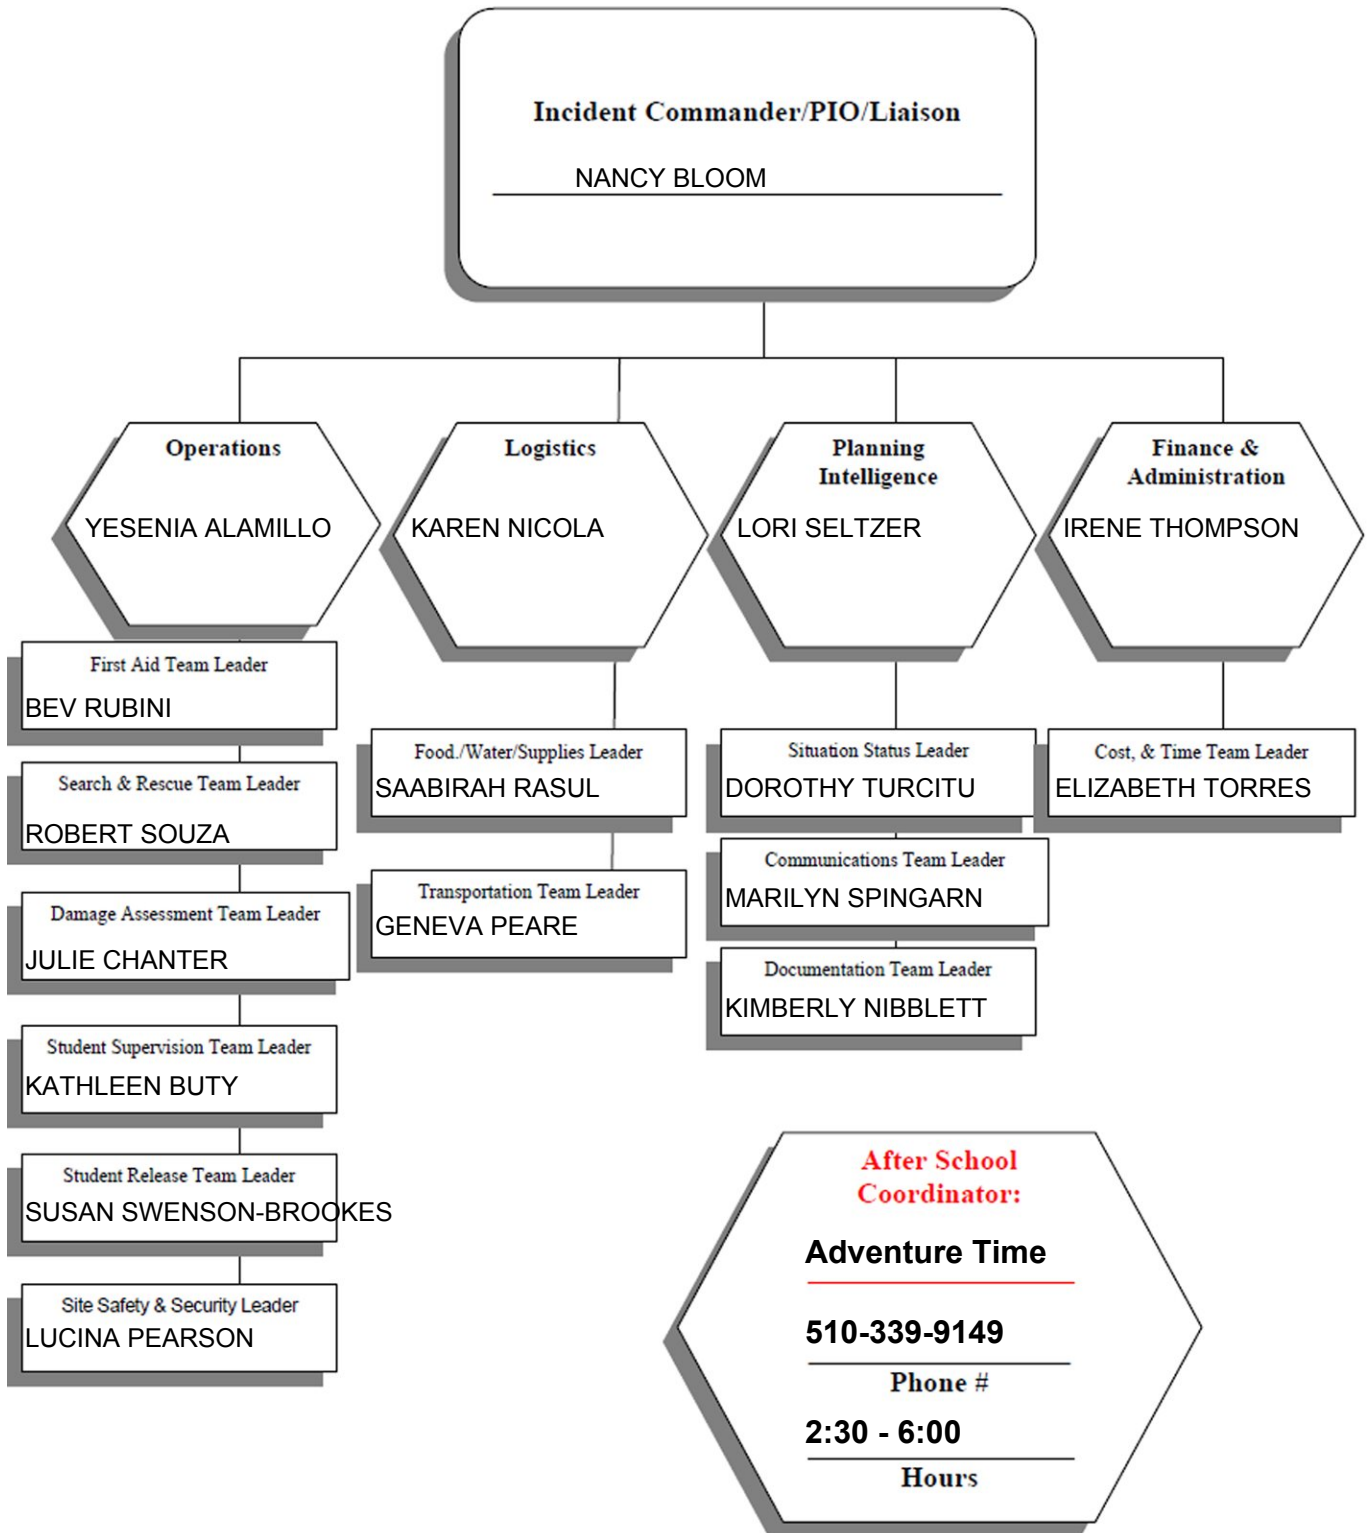 Incident Commander/PIO/Liaison
NANCY BLOOM
Operations
YESENIA ALAMILLO
First Aid Team Leader
BEV RUBINI
Search & Rescue Team Leader
ROBERT SOUZA
Damage Assessment Team Leader
JULIE CHANTER
Student Supervision Team Leader
KATHLEEN BUTY
Student Release Team Leader
SUSAN SWENSON-BROOKES
Site Safety & Security Leader
LUCINA PEARSON
Logistics
KAREN NICOLA
Food./Water/Supplies Leader
SAABIRAH RASUL
Transportation Team Leader
GENEVA PEARE
Planning
Intelligence
LORI SELTZER
Situation Status Leader
DOROTHY TURCITU
Communications Team Leader
MARILYN SPINGARN
Documentation Team Leader
KIMBERLY NIBBLETT
Finance &
Administration
IRENE THOMPSON
Cost, & Time Team Leader
ELIZABETH TORRES
After School
Coordinator:
Adventure Time
510-339-9149
Phone #
2:30 - 6:00
Hours